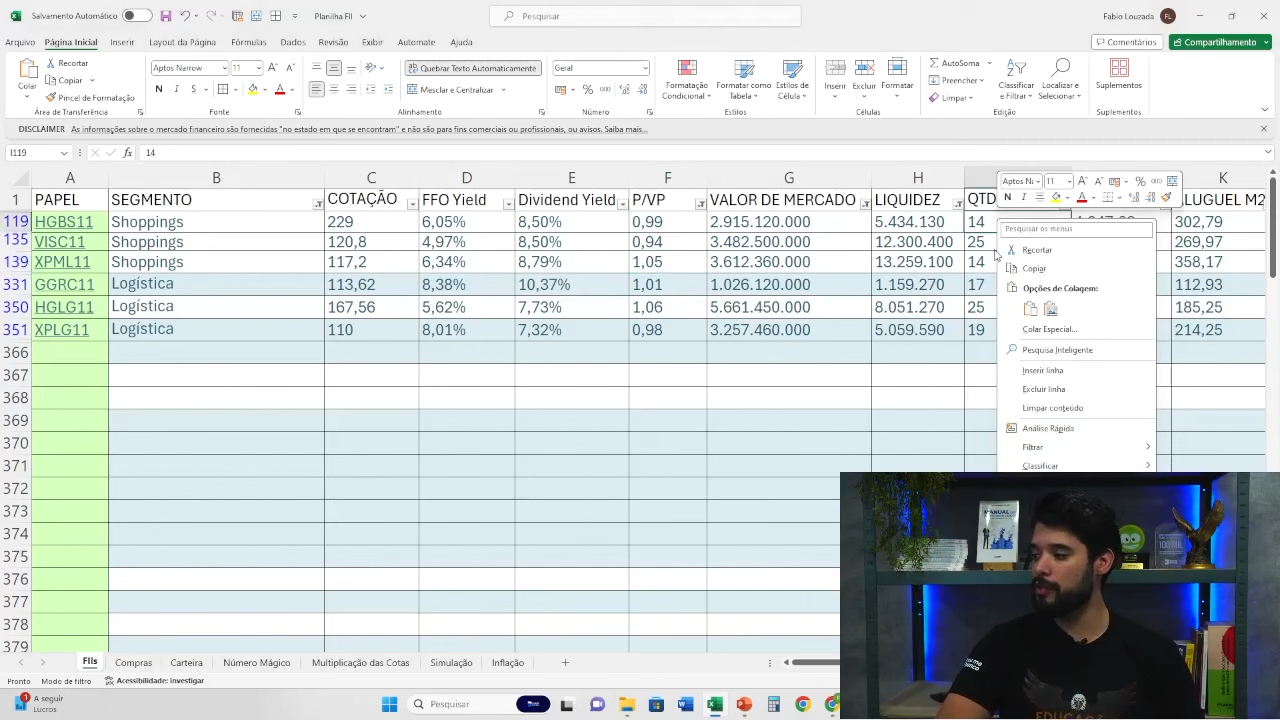 Salvamento Automático
Planilha FII
Pesquisar
Fabio Louzada
FL
Arquivo Página Inicial Inserir Layout da Página Fórmulas Dados Revisão Exibir Automate Ajuda
Comentários Compartilhamento
Colar
Recortar
Copiar
Pincel de Formatação
Área de Transferência
Aptos Narrow 11
N I S
Fonte
Quebrar Texto Automaticamente
Mesclar e Centralizar
Alinhamento
Geral
Número
Formatação Condicional
Formatar como Tabela
Estilos de Célula
Estilos
Inserir Excluir Formatar
Células
AutoSoma
Preencher
Limpar
Classificar e Filtrar
Localizar e Selecionar
Edição
Suplementos
Suplementos
DISCLAIMER As informações sobre o mercado financeiro são fornecidas "no estado em que se encontram" e não são para fins comerciais ou profissionais, ou avisos. Saiba mais...
I119 fx 14
A B C D E F G H K
1 PAPEL SEGMENTO COTAÇÃO FFO Yield Dividend Yield P/VP VALOR DE MERCADO LIQUIDEZ QTD ALUGUEL M2
119 HGBS11 Shoppings 229 6,05% 8,50% 0,99 2.915.120.000 5.434.130 14 302,79
135 VISC11 Shoppings 120,8 4,97% 8,50% 0,94 3.482.500.000 12.300.400 25 269,97
139 XPML11 Shoppings 117,2 6,34% 8,79% 1,05 3.612.360.000 13.259.100 14 358,17
331 GGRC11 Logística 113,62 8,38% 10,37% 1,01 1.026.120.000 1.159.270 17 112,93
350 HGLG11 Logística 167,56 5,62% 7,73% 1,06 5.661.450.000 8.051.270 25 185,25
351 XPLG11 Logística 110 8,01% 7,32% 0,98 3.257.460.000 5.059.590 19 214,25
366
367
368
369
370
371
372
373
374
375
376
377
378
379
Aptos Na 11
N I
Pesquisar os menus
Recortar
Copiar
Opções de Colagem:
Colar Especial...
Pesquisa Inteligente
Inserir linha
Excluir linha
Limpar conteúdo
Análise Rápida
Filtrar
Classificar
MANUAL
100 MIL
EDUCAÇÃO
FIIs Compras Carteira Número Mágico Multiplicação das Cotas Simulação Inflação
Pronto Modo de filtro Acessibilidade: investigar
A seguir
Lucros
Pesquisar